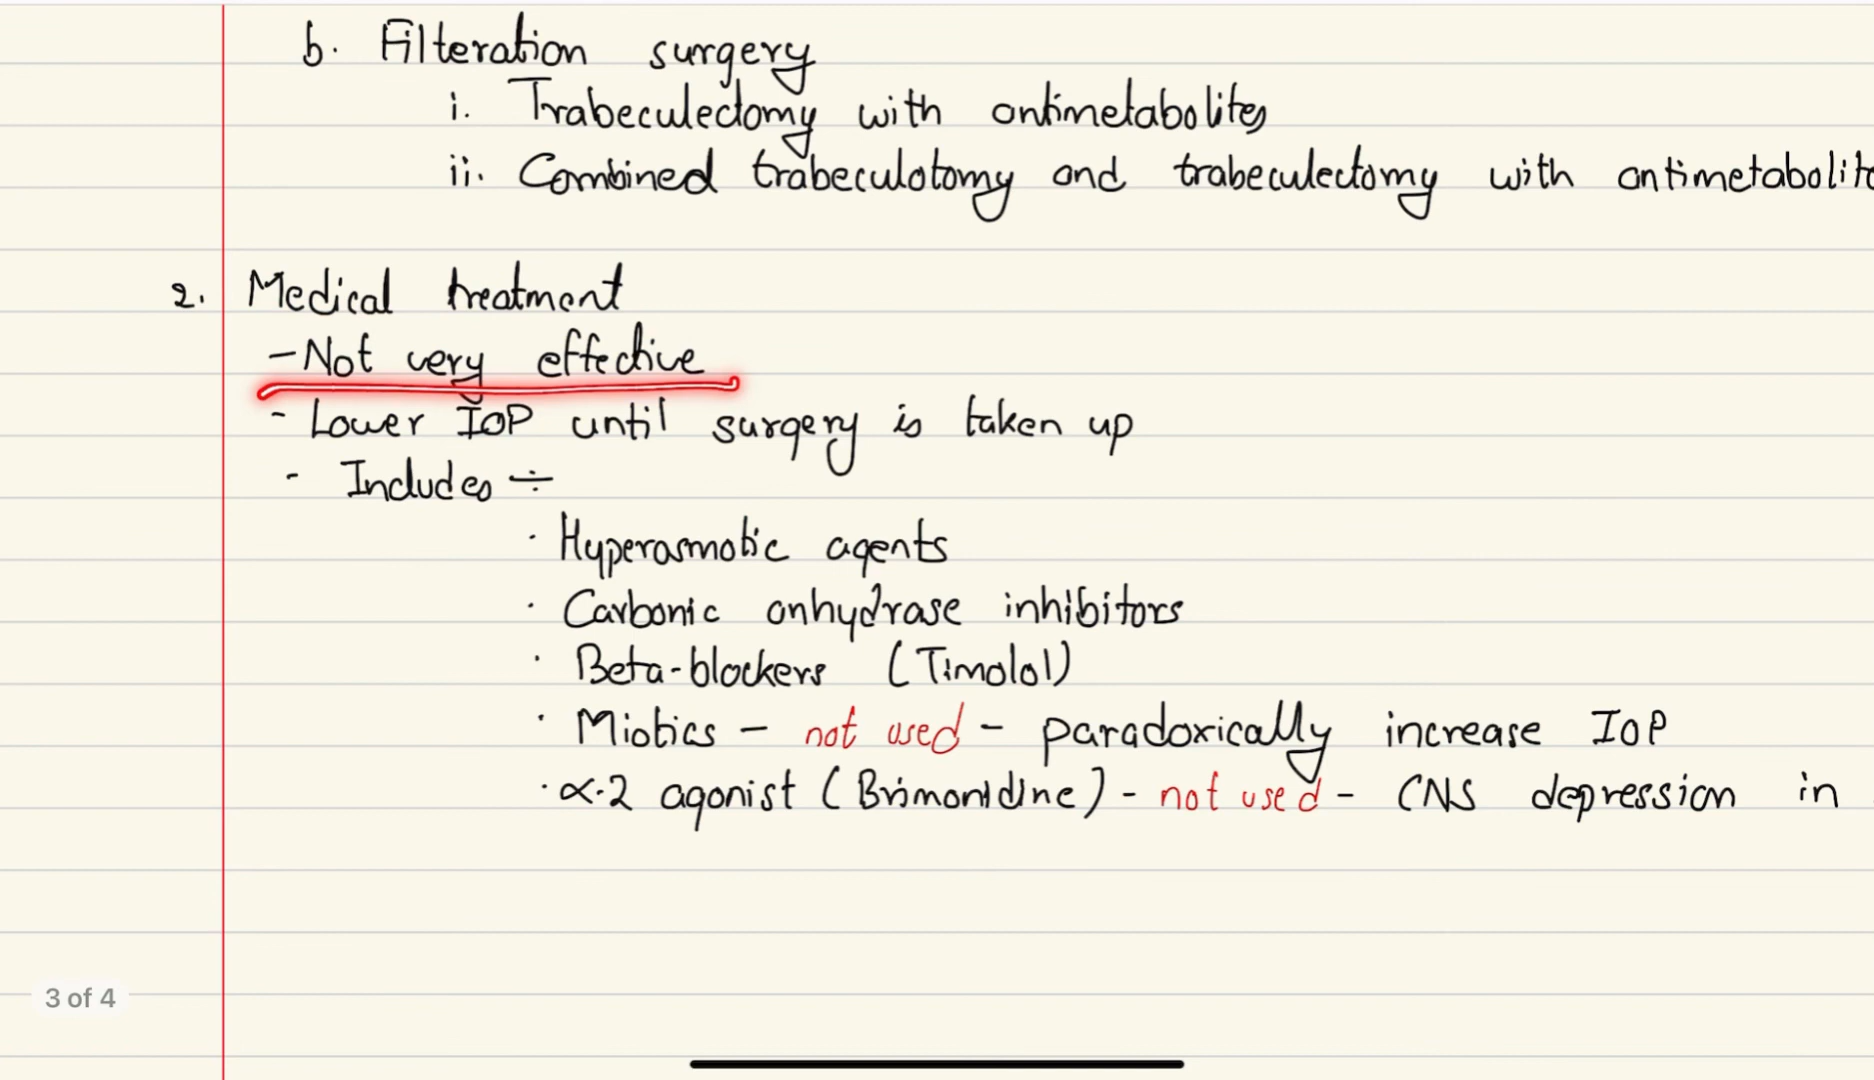 b. Filteration surgery
i. Trabeculectomy with antimetabolites
ii. Combined trabeculotomy and trabeculectomy with antimetabolite
2. Medical treatment
- Not very effective
- Lower IOP until surgery is taken up
- Includes ÷
· Hyperosmotic agents
· Carbonic anhydrase inhibitors
· Beta-blockers (Timolol)
· Miotics - not used - paradoxically increase IOP
· α-2 agonist (Brimonidine) - not used - CNS depression in
3 of 4